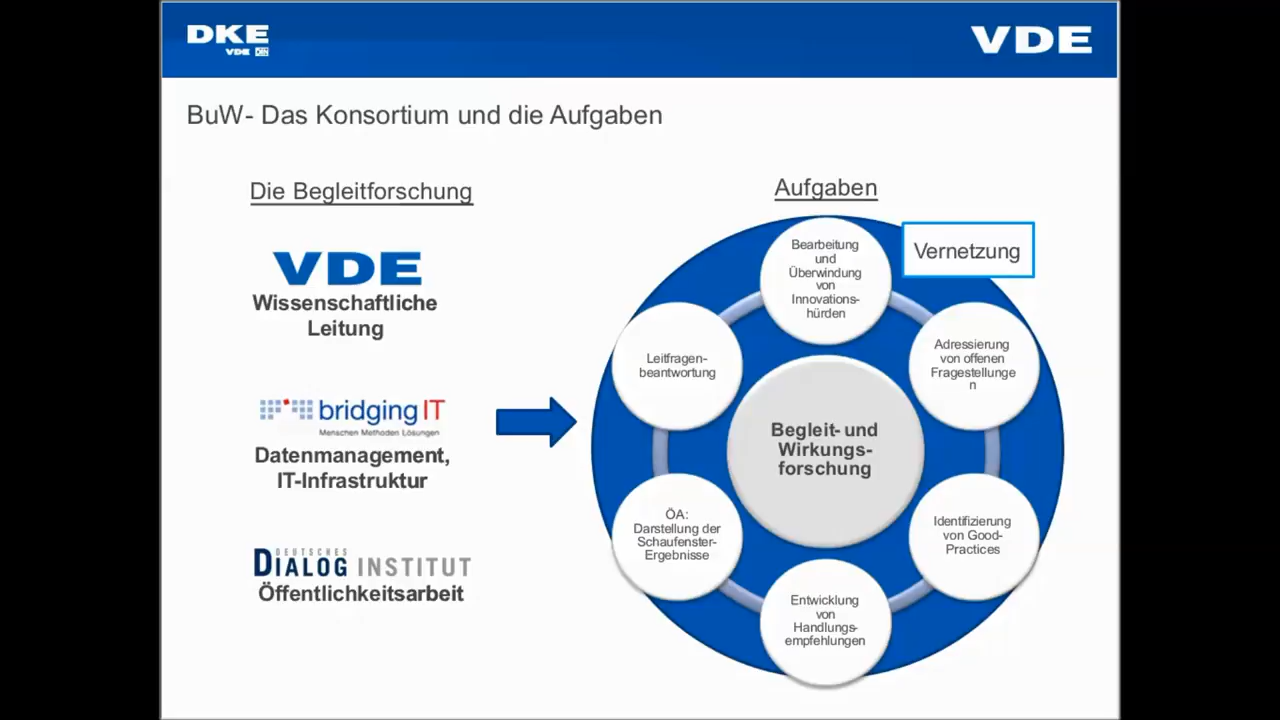 DKE
VDE DIN
VDE
BuW- Das Konsortium und die Aufgaben
Die Begleitforschung
VDE
Wissenschaftliche
Leitung
bridgingIT
Menschen Methoden Lösungen
Datenmanagement,
IT-Infrastruktur
DEUTSCHES
DIALOG INSTITUT
Öffentlichkeitsarbeit
Aufgaben
Vernetzung
Bearbeitung
und
Überwindung
von
Innovations-
hürden
Adressierung
von offenen
Fragestellunge
n
Identifizierung
von Good-
Practices
Entwicklung
von
Handlungs-
empfehlungen
ÖA:
Darstellung der
Schaufenster-
Ergebnisse
Leitfragen-
beantwortung
Begleit- und
Wirkungs-
forschung